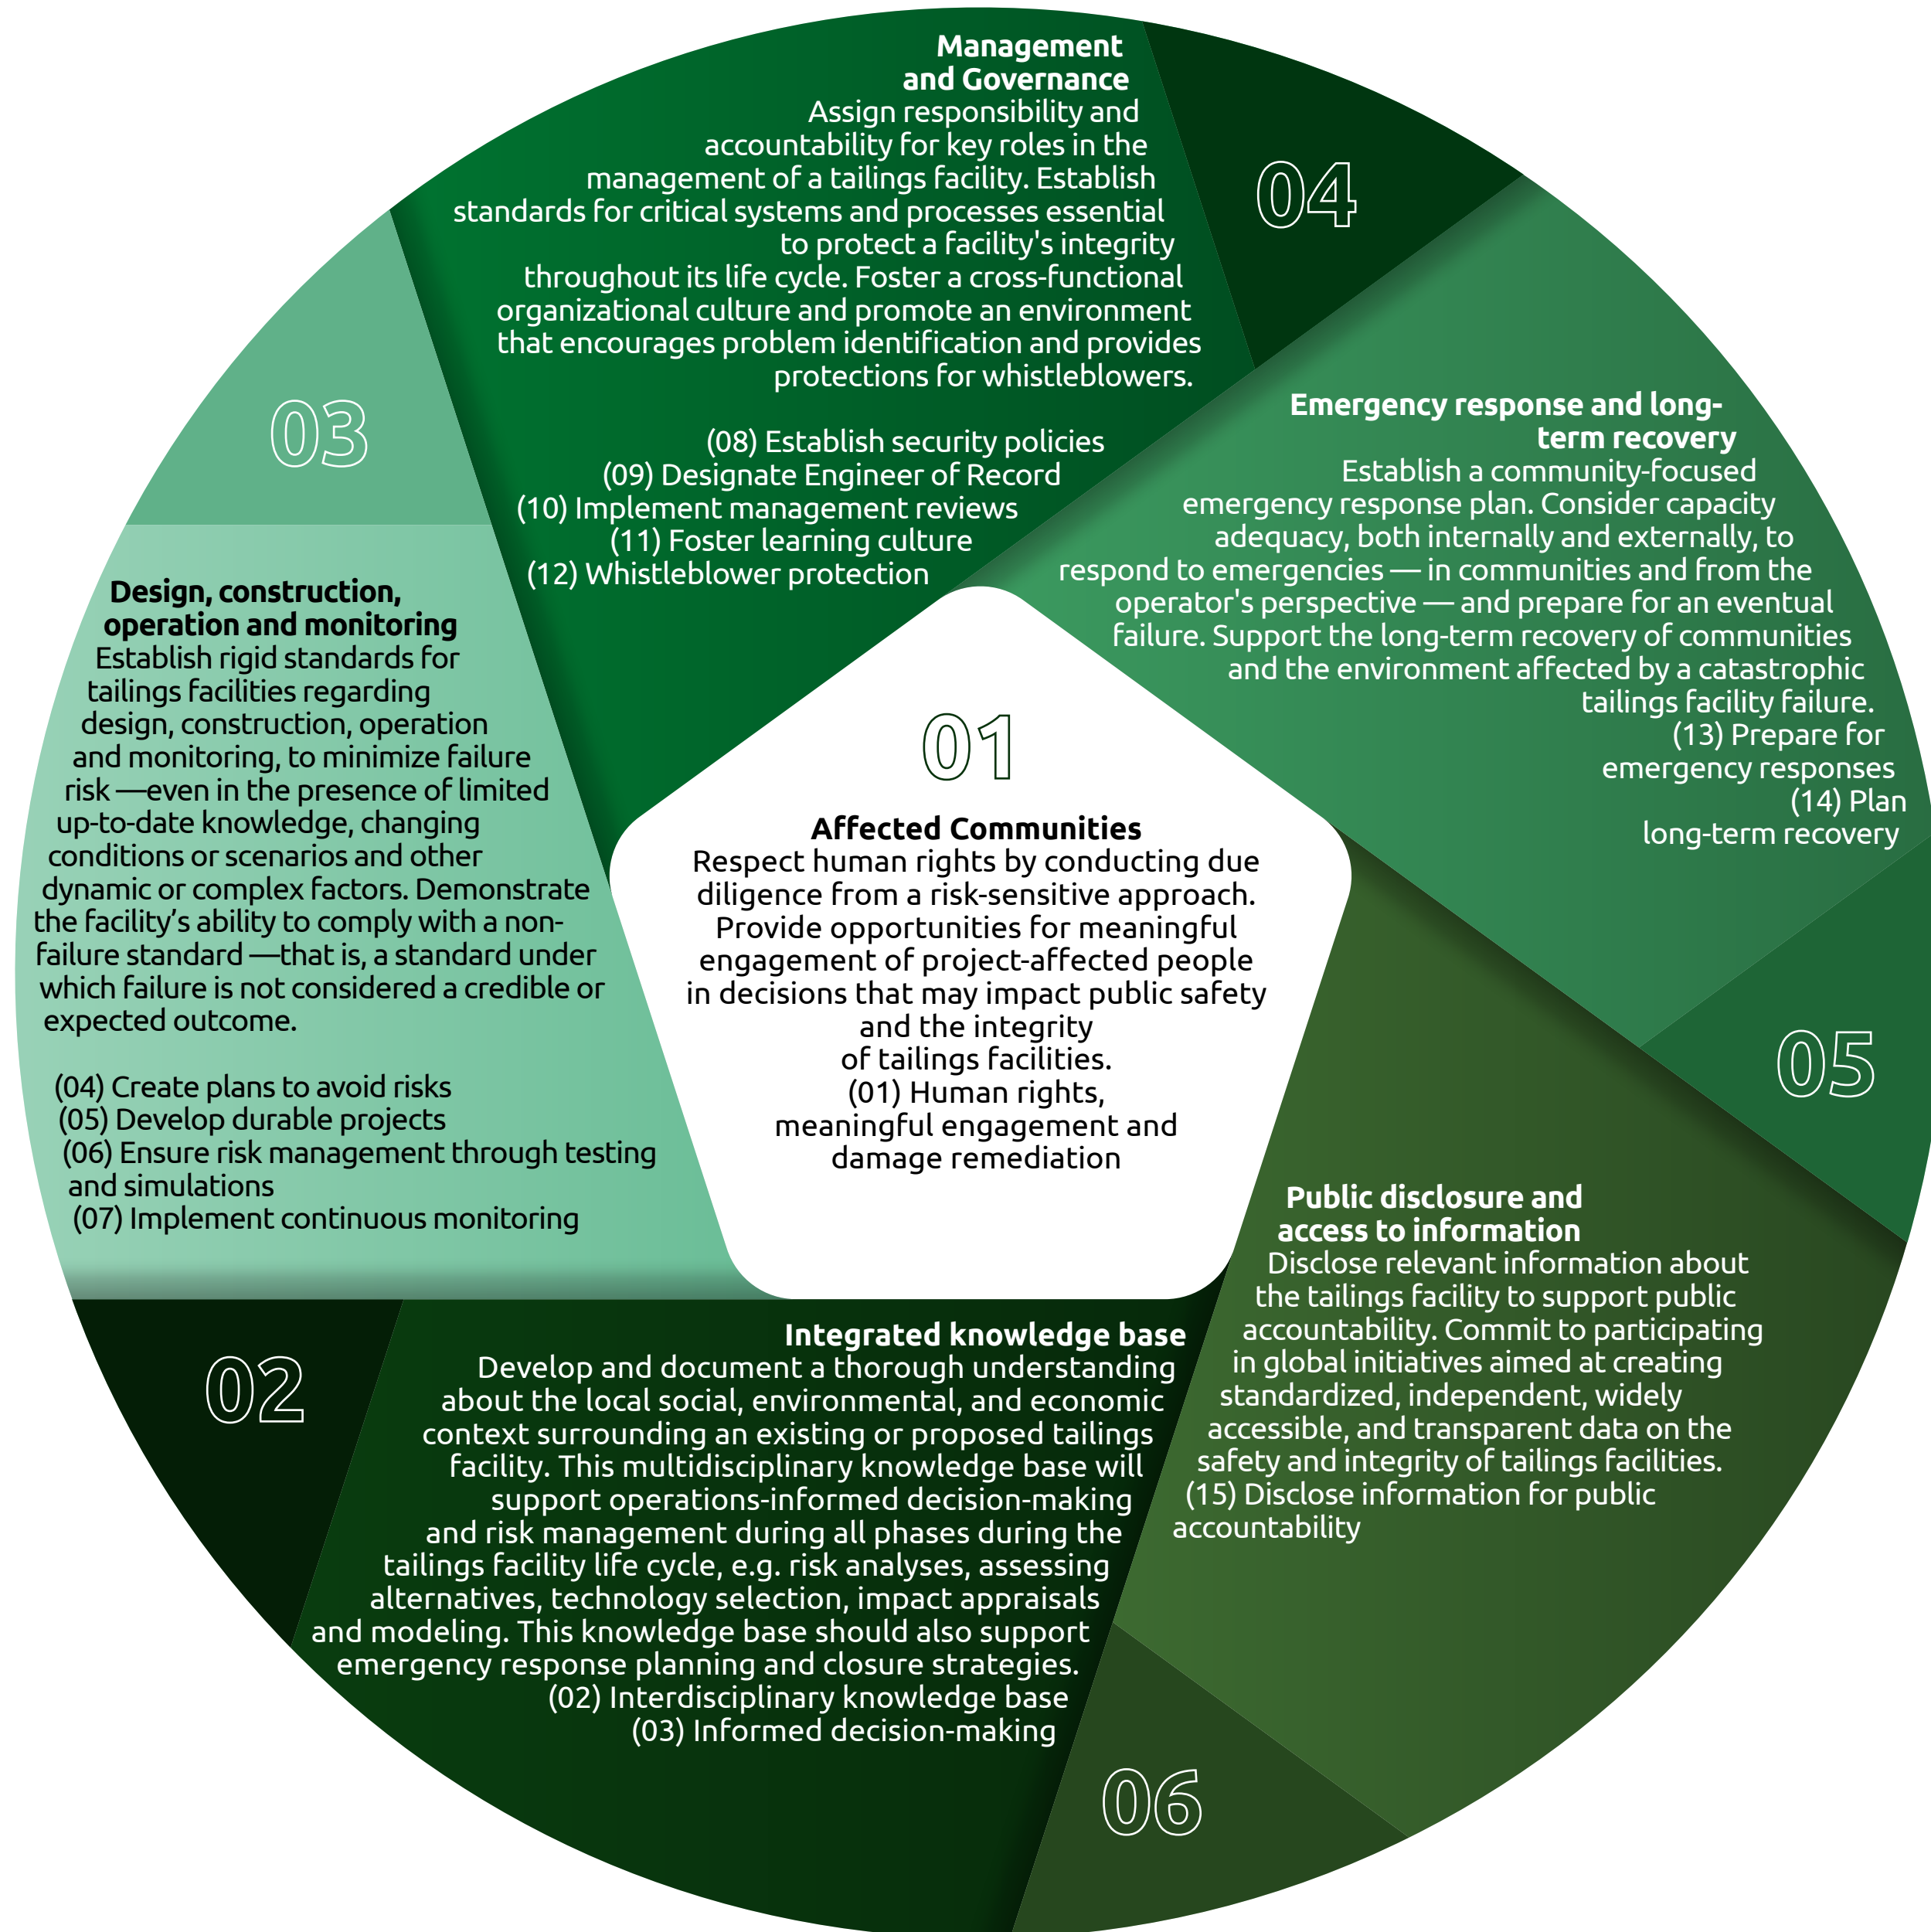 01
Affected Communities
Respect human rights by conducting due
diligence from a risk-sensitive approach.
Provide opportunities for meaningful
engagement of project-affected people
in decisions that may impact public safety
and the integrity
of tailings facilities.
(01) Human rights,
meaningful engagement and
damage remediation
02
Integrated knowledge base
Develop and document a thorough understanding
about the local social, environmental, and economic
context surrounding an existing or proposed tailings
facility. This multidisciplinary knowledge base will
support operations-informed decision-making
and risk management during all phases during the
tailings facility life cycle, e.g. risk analyses, assessing
alternatives, technology selection, impact appraisals
and modeling. This knowledge base should also support
emergency response planning and closure strategies.
(02) Interdisciplinary knowledge base
(03) Informed decision-making
03
Design, construction,
operation and monitoring
Establish rigid standards for
tailings facilities regarding
design, construction, operation
and monitoring, to minimize failure
risk —even in the presence of limited
up-to-date knowledge, changing
conditions or scenarios and other
dynamic or complex factors. Demonstrate
the facility’s ability to comply with a non-
failure standard —that is, a standard under
which failure is not considered a credible or
expected outcome.
(04) Create plans to avoid risks
(05) Develop durable projects
(06) Ensure risk management through testing
and simulations
(07) Implement continuous monitoring
04
Management
and Governance
Assign responsibility and
accountability for key roles in the
management of a tailings facility. Establish
standards for critical systems and processes essential
to protect a facility's integrity
throughout its life cycle. Foster a cross-functional
organizational culture and promote an environment
that encourages problem identification and provides
protections for whistleblowers.
(08) Establish security policies
(09) Designate Engineer of Record
(10) Implement management reviews
(11) Foster learning culture
(12) Whistleblower protection
05
Emergency response and long-
term recovery
Establish a community-focused
emergency response plan. Consider capacity
adequacy, both internally and externally, to
respond to emergencies — in communities and from the
operator's perspective — and prepare for an eventual
failure. Support the long-term recovery of communities
and the environment affected by a catastrophic
tailings facility failure.
(13) Prepare for
emergency responses
(14) Plan
long-term recovery
06
Public disclosure and
access to information
Disclose relevant information about
the tailings facility to support public
accountability. Commit to participating
in global initiatives aimed at creating
standardized, independent, widely
accessible, and transparent data on the
safety and integrity of tailings facilities.
(15) Disclose information for public
accountability